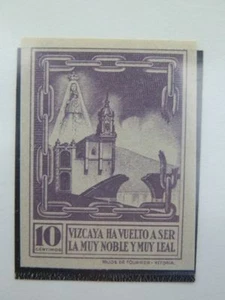 10
CENTIMOS
VIZCAYA HA VUELTO A SER
LA MUY NOBLE Y MUY LEAL